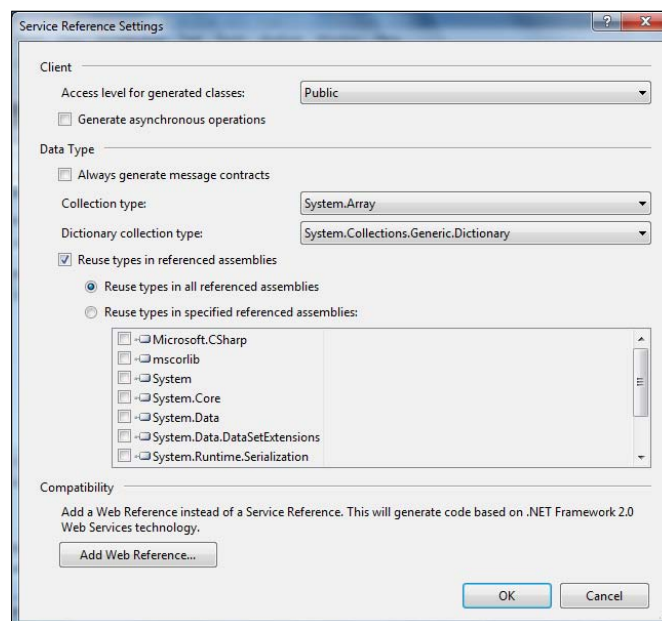 Service Reference Settings
Client
Access level for generated classes: Public
Generate asynchronous operations
Data Type
Always generate message contracts
Collection type: System.Array
Dictionary collection type: System.Collections.Generic.Dictionary
Reuse types in referenced assemblies
Reuse types in all referenced assemblies
Reuse types in specified referenced assemblies:
Microsoft.CSharp
mscorlib
System
System.Core
System.Data
System.Data.DataSetExtensions
System.Runtime.Serialization
Compatibility
Add a Web Reference instead of a Service Reference. This will generate code based on .NET Framework 2.0
Web Services technology.
Add Web Reference...
OK Cancel